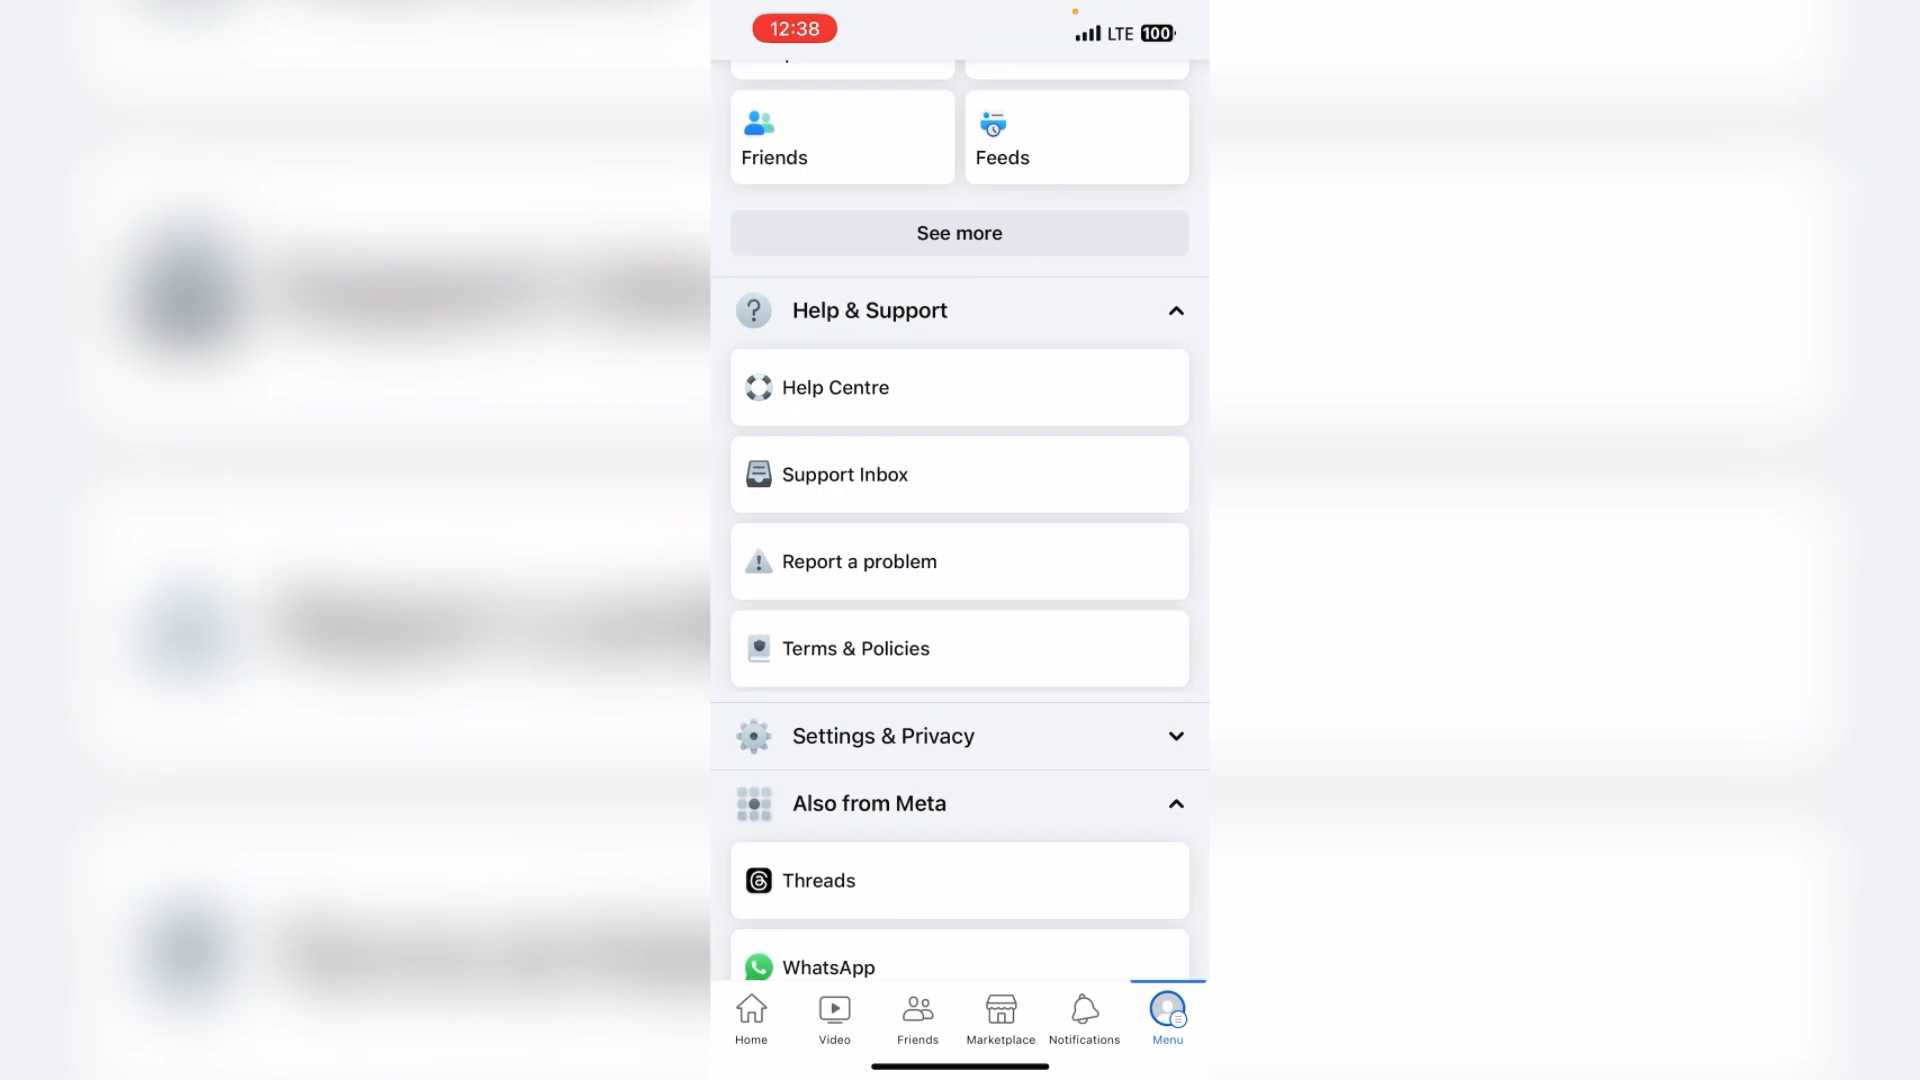 12:38
LTE 100
Friends
Feeds
See more
Help & Support
Help Centre
Support Inbox
Report a problem
Terms & Policies
Settings & Privacy
Also from Meta
Threads
WhatsApp
Home
Video
Friends
Marketplace
Notifications
Menu